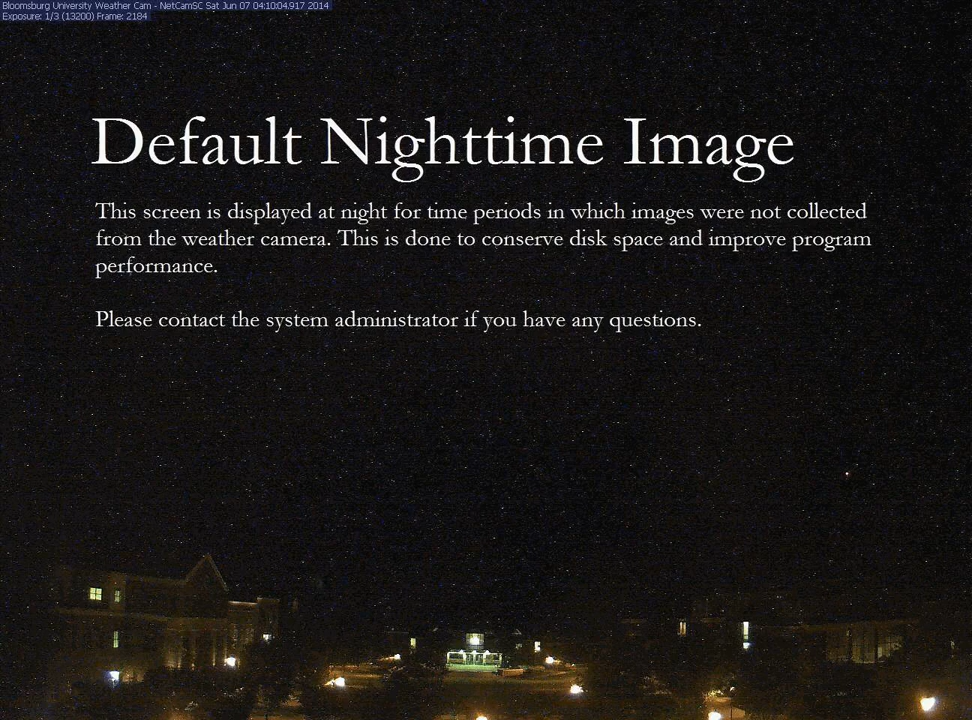 Bloomsburg University Weather Cam - NetCamSC Sat Jun 07 04:10:04.917 2014
Exposure: 1/3 (13200) Frame: 2184
Default Nighttime Image
This screen is displayed at night for time periods in which images were not collected
from the weather camera. This is done to conserve disk space and improve program
performance.
Please contact the system administrator if you have any questions.